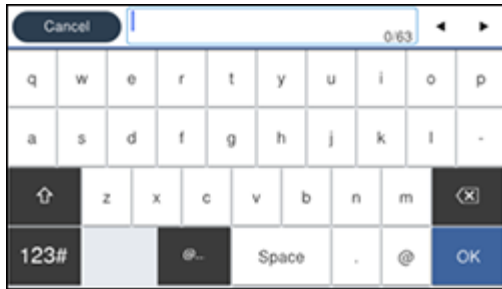 Cancel
0/63
q w e r t y u i o p
a s d f g h j k l -
z x c v b n m
123# @... Space . @ OK